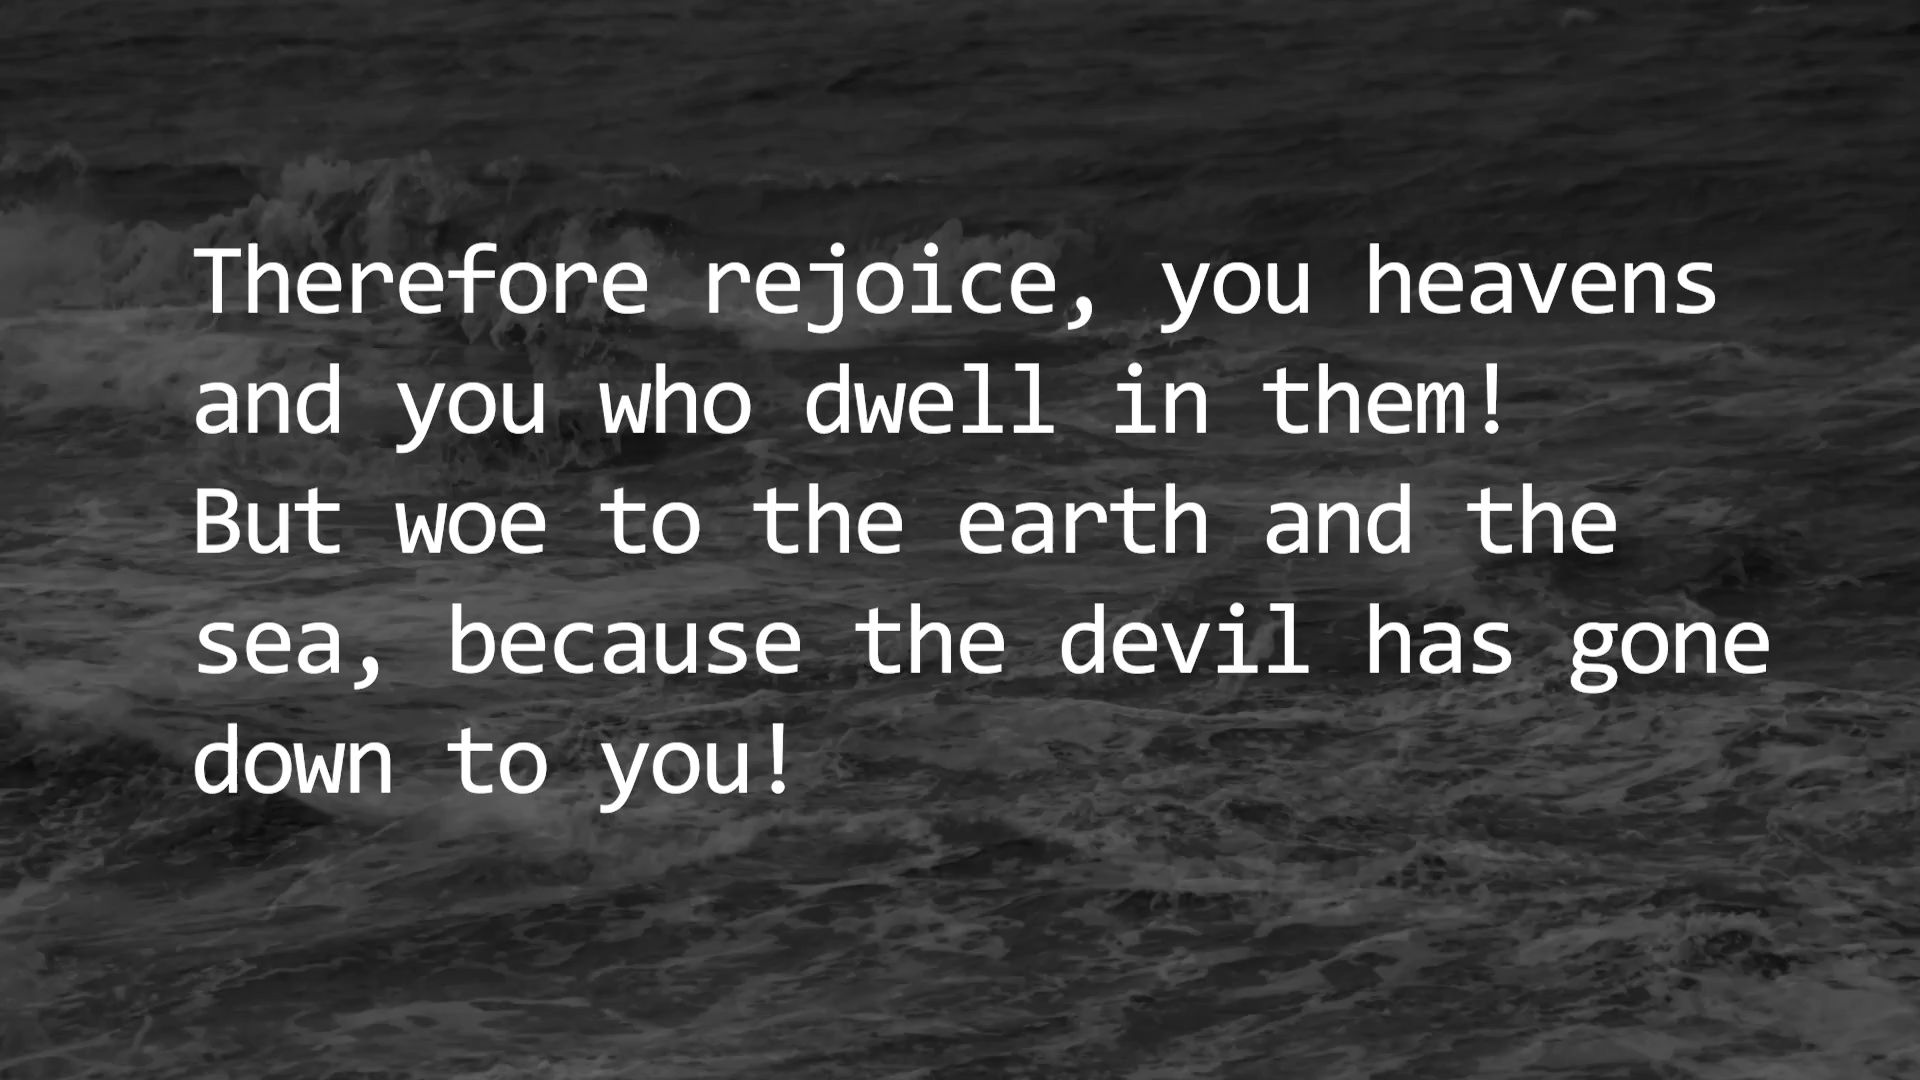 Therefore rejoice, you heavens
and you who dwell in them!
But woe to the earth and the
sea, because the devil has gone
down to you!